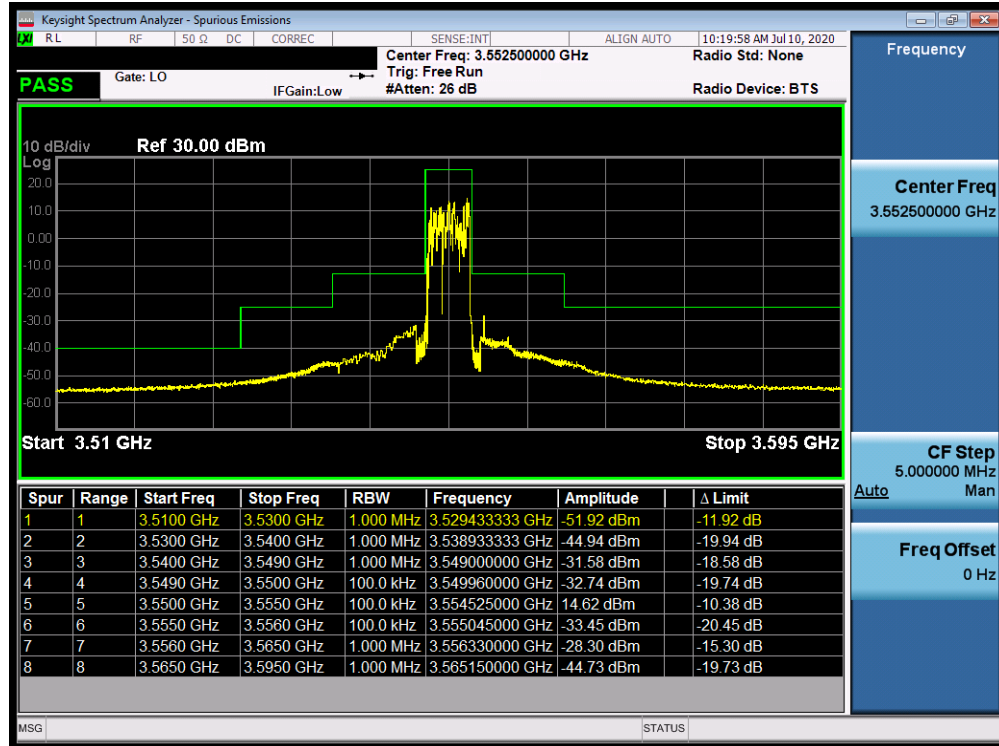 Keysight Spectrum Analyzer - Spurious Emissions
LXI RL RF 50 Ω DC CORREC SENSE:INT ALIGN AUTO 10:19:58 AM Jul 10, 2020
Center Freq: 3.552500000 GHz Radio Std: None
Trig: Free Run
PASS Gate: LO IFGain:Low #Atten: 26 dB Radio Device: BTS
10 dB/div Ref 30.00 dBm
Log
20.0
10.0
0.00
-10.0
-20.0
-30.0
-40.0
-50.0
-60.0
Start 3.51 GHz Stop 3.595 GHz
Spur Range Start Freq Stop Freq RBW Frequency Amplitude Δ Limit
1 1 3.5100 GHz 3.5300 GHz 1.000 MHz 3.529433333 GHz -51.92 dBm -11.92 dB
2 2 3.5300 GHz 3.5400 GHz 1.000 MHz 3.538933333 GHz -44.94 dBm -19.94 dB
3 3 3.5400 GHz 3.5490 GHz 1.000 MHz 3.549000000 GHz -31.58 dBm -18.58 dB
4 4 3.5490 GHz 3.5500 GHz 100.0 kHz 3.549960000 GHz -32.74 dBm -19.74 dB
5 5 3.5500 GHz 3.5550 GHz 100.0 kHz 3.554525000 GHz 14.62 dBm -10.38 dB
6 6 3.5550 GHz 3.5560 GHz 100.0 kHz 3.555045000 GHz -33.45 dBm -20.45 dB
7 7 3.5560 GHz 3.5650 GHz 1.000 MHz 3.556330000 GHz -28.30 dBm -15.30 dB
8 8 3.5650 GHz 3.5950 GHz 1.000 MHz 3.565150000 GHz -44.73 dBm -19.73 dB
MSG STATUS
Frequency
Center Freq
3.552500000 GHz
CF Step
5.000000 MHz
Auto Man
Freq Offset
0 Hz